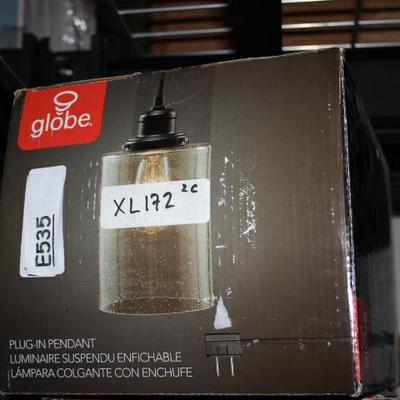 globe
XL172 2C
E535
PLUG-IN PENDANT
LUMINAIRE SUSPENDU ENFICHABLE
LÁMPARA COLGANTE CON ENCHUFE